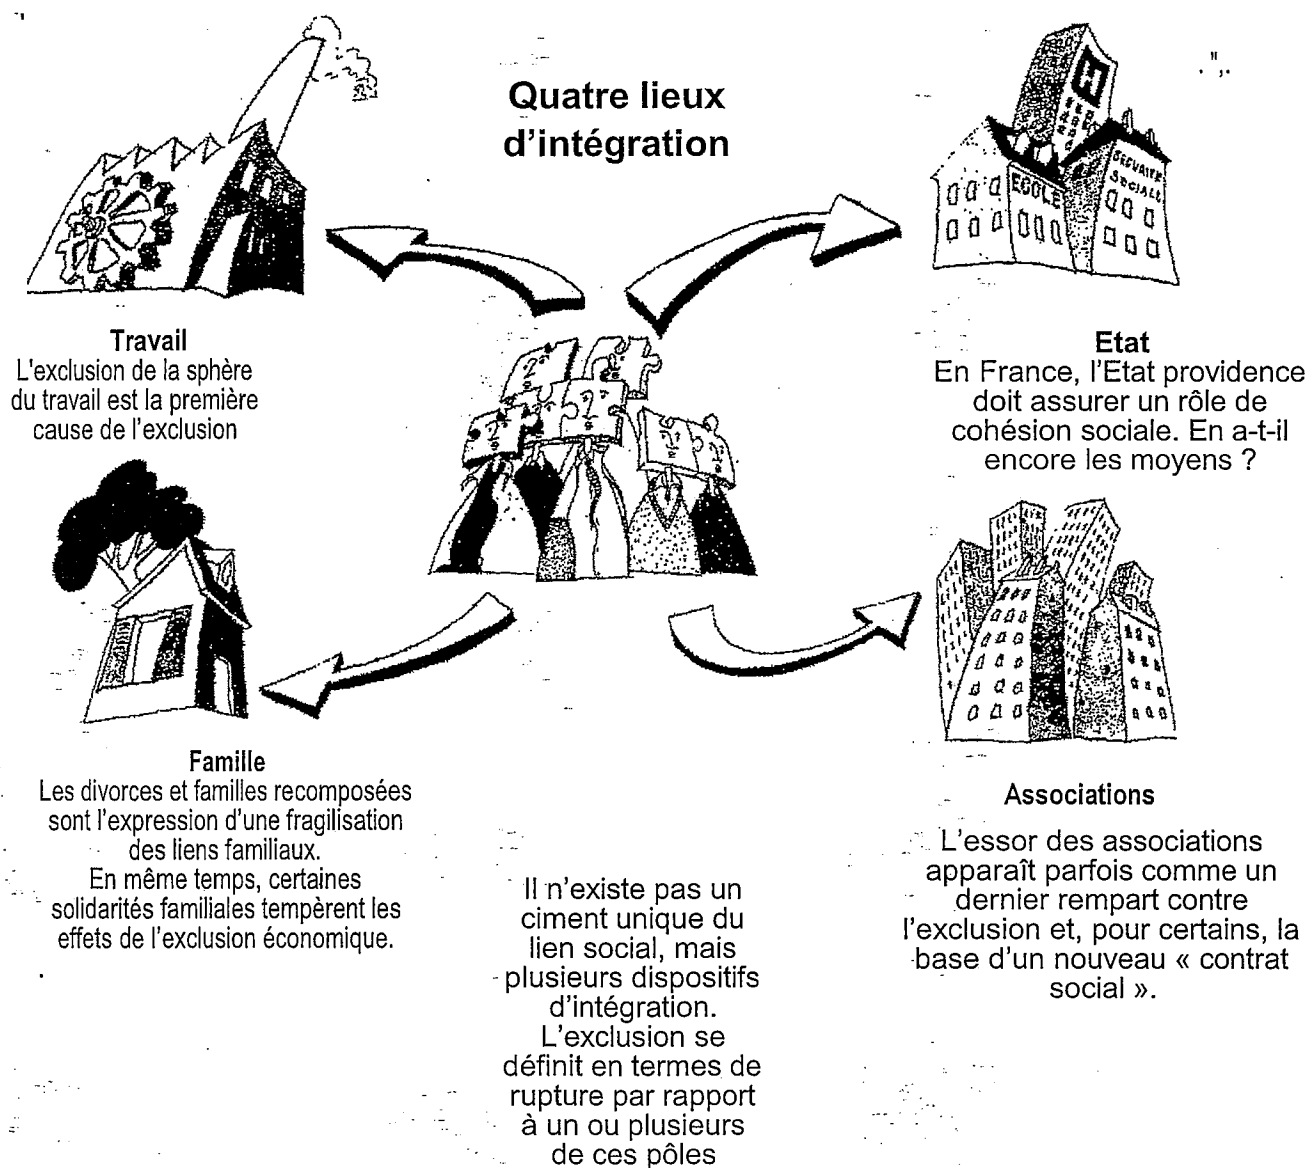 Quatre lieux
d'intégration
H
ECOLE
SECURITE
SOCIALE
Travail
L'exclusion de la sphère
du travail est la première
cause de l'exclusion
Etat
En France, l'Etat providence
doit assurer un rôle de
cohésion sociale. En a-t-il
encore les moyens ?
Famille
Les divorces et familles recomposées
sont l'expression d'une fragilisation
des liens familiaux.
En même temps, certaines
solidarités familiales tempèrent les
effets de l'exclusion économique.
Associations
L'essor des associations
apparaît parfois comme un
dernier rempart contre
l'exclusion et, pour certains, la
base d'un nouveau « contrat
social ».
Il n'existe pas un
ciment unique du
lien social, mais
plusieurs dispositifs
d'intégration.
L'exclusion se
définit en termes de
rupture par rapport
à un ou plusieurs
de ces pôles